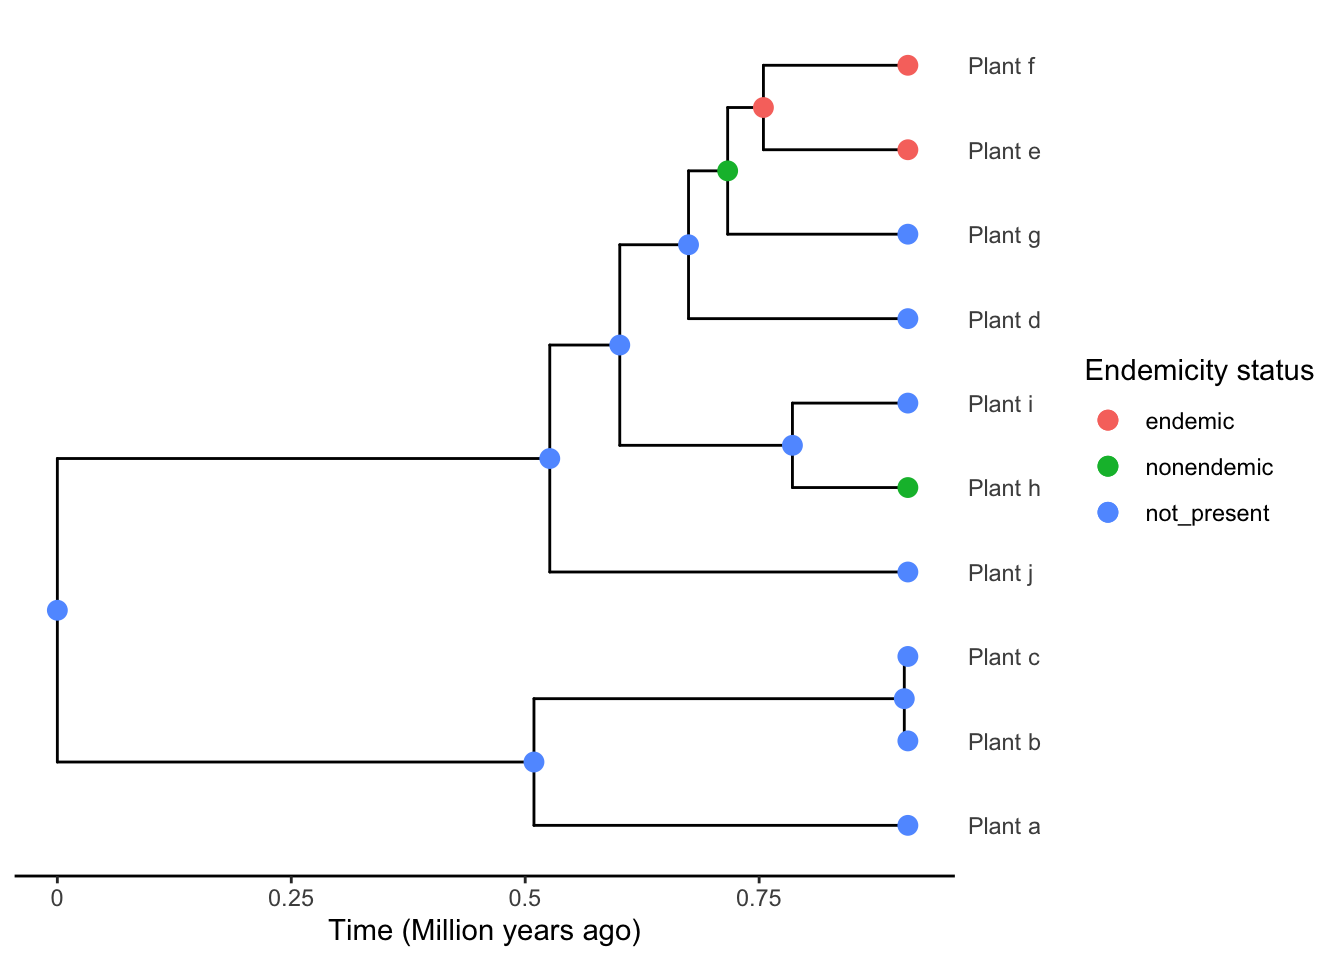 Plant f
Plant e
Plant g
Plant d
Plant i
Plant h
Plant j
Plant c
Plant b
Plant a
Endemicity status
endemic
nonendemic
not_present
0 0.25 0.5 0.75
Time (Million years ago)